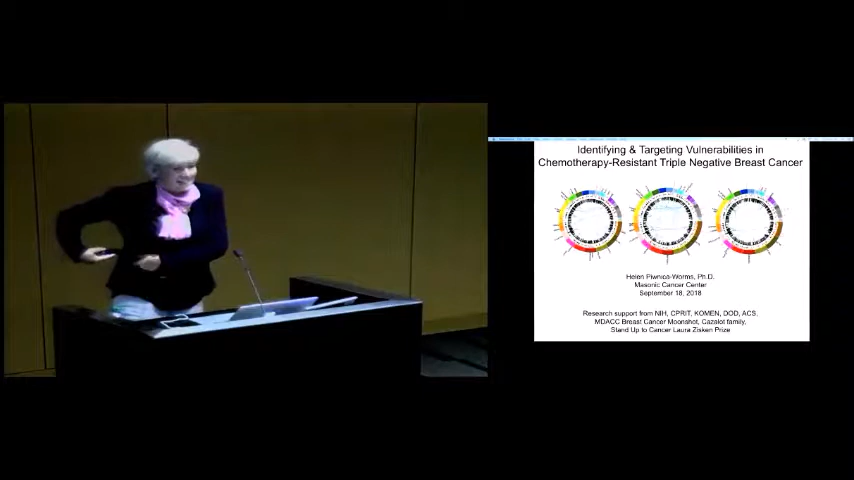 Identifying & Targeting Vulnerabilities in
Chemotherapy-Resistant Triple Negative Breast Cancer
Helen Piwnica-Worms, Ph.D.
Masonic Cancer Center
September 18, 2018
Research support from NIH, CPRIT, KOMEN, DOD, ACS,
MDACC Breast Cancer Moonshot, Cazalot family,
Stand Up to Cancer Laura Ziskin Prize